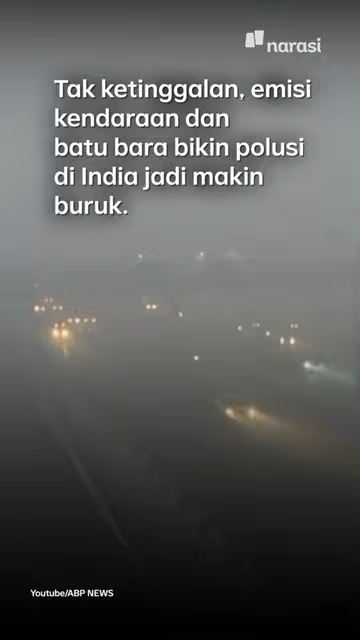 narasi
Tak ketinggalan, emisi
kendaraan dan
batu bara bikin polusi
di India jadi makin
buruk.
Youtube/ABP NEWS